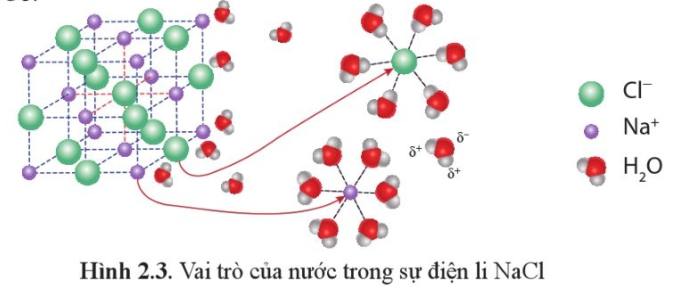 Cl⁻
Na⁺
H₂O
δ⁺
δ⁻
δ⁺
Hình 2.3. Vai trò của nước trong sự điện li NaCl